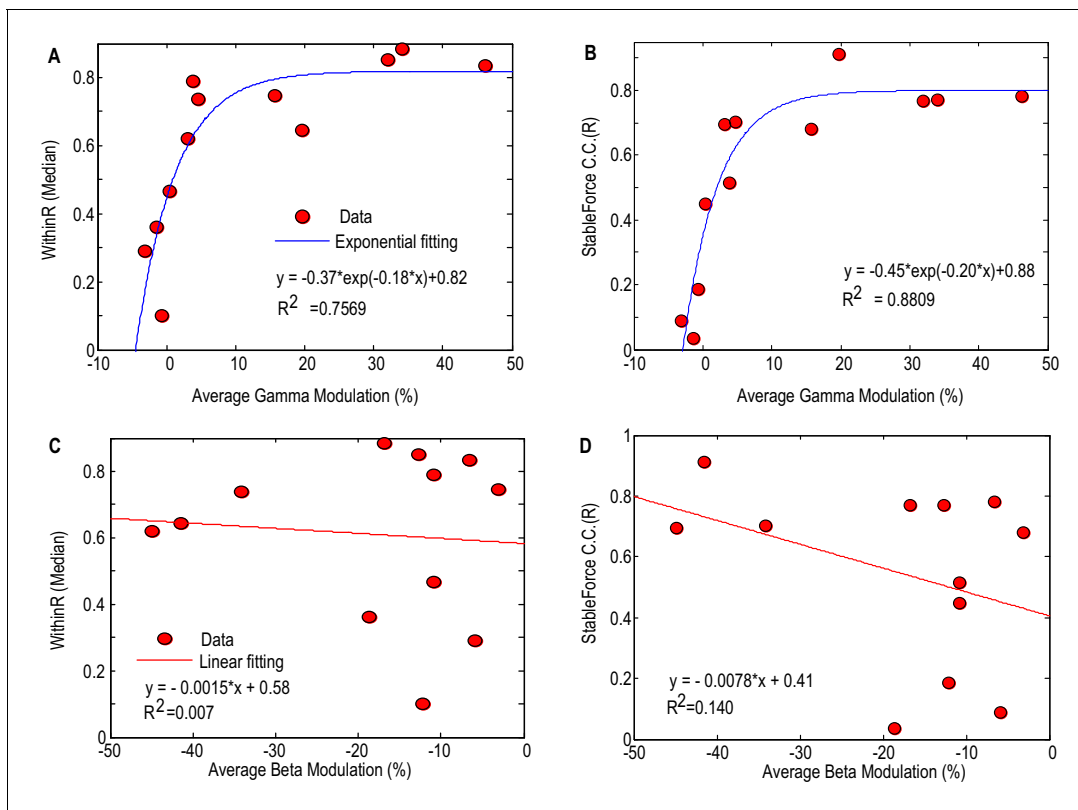 A
WithinR (Median)
0.8
0.6
0.4
0.2
0
-10
0
10
20
30
40
50
Average Gamma Modulation (%)
Data
Exponential fitting
y = -0.37*exp(-0.18*x)+0.82
R2 =0.7569
B
StableForce C.C.(R)
0.8
0.6
0.4
0.2
0
-10
0
10
20
30
40
50
Average Gamma Modulation (%)
y = -0.45*exp(-0.20*x)+0.88
R2 = 0.8809
C
WithinR (Median)
0.8
0.6
0.4
0.2
0
-50
-40
-30
-20
-10
0
Average Beta Modulation (%)
Data
Linear fitting
y = - 0.0015*x + 0.58
R2=0.007
D
StableForce C.C.(R)
1
0.8
0.6
0.4
0.2
0
-50
-40
-30
-20
-10
0
Average Beta Modulation (%)
y = - 0.0078*x + 0.41
R2=0.140